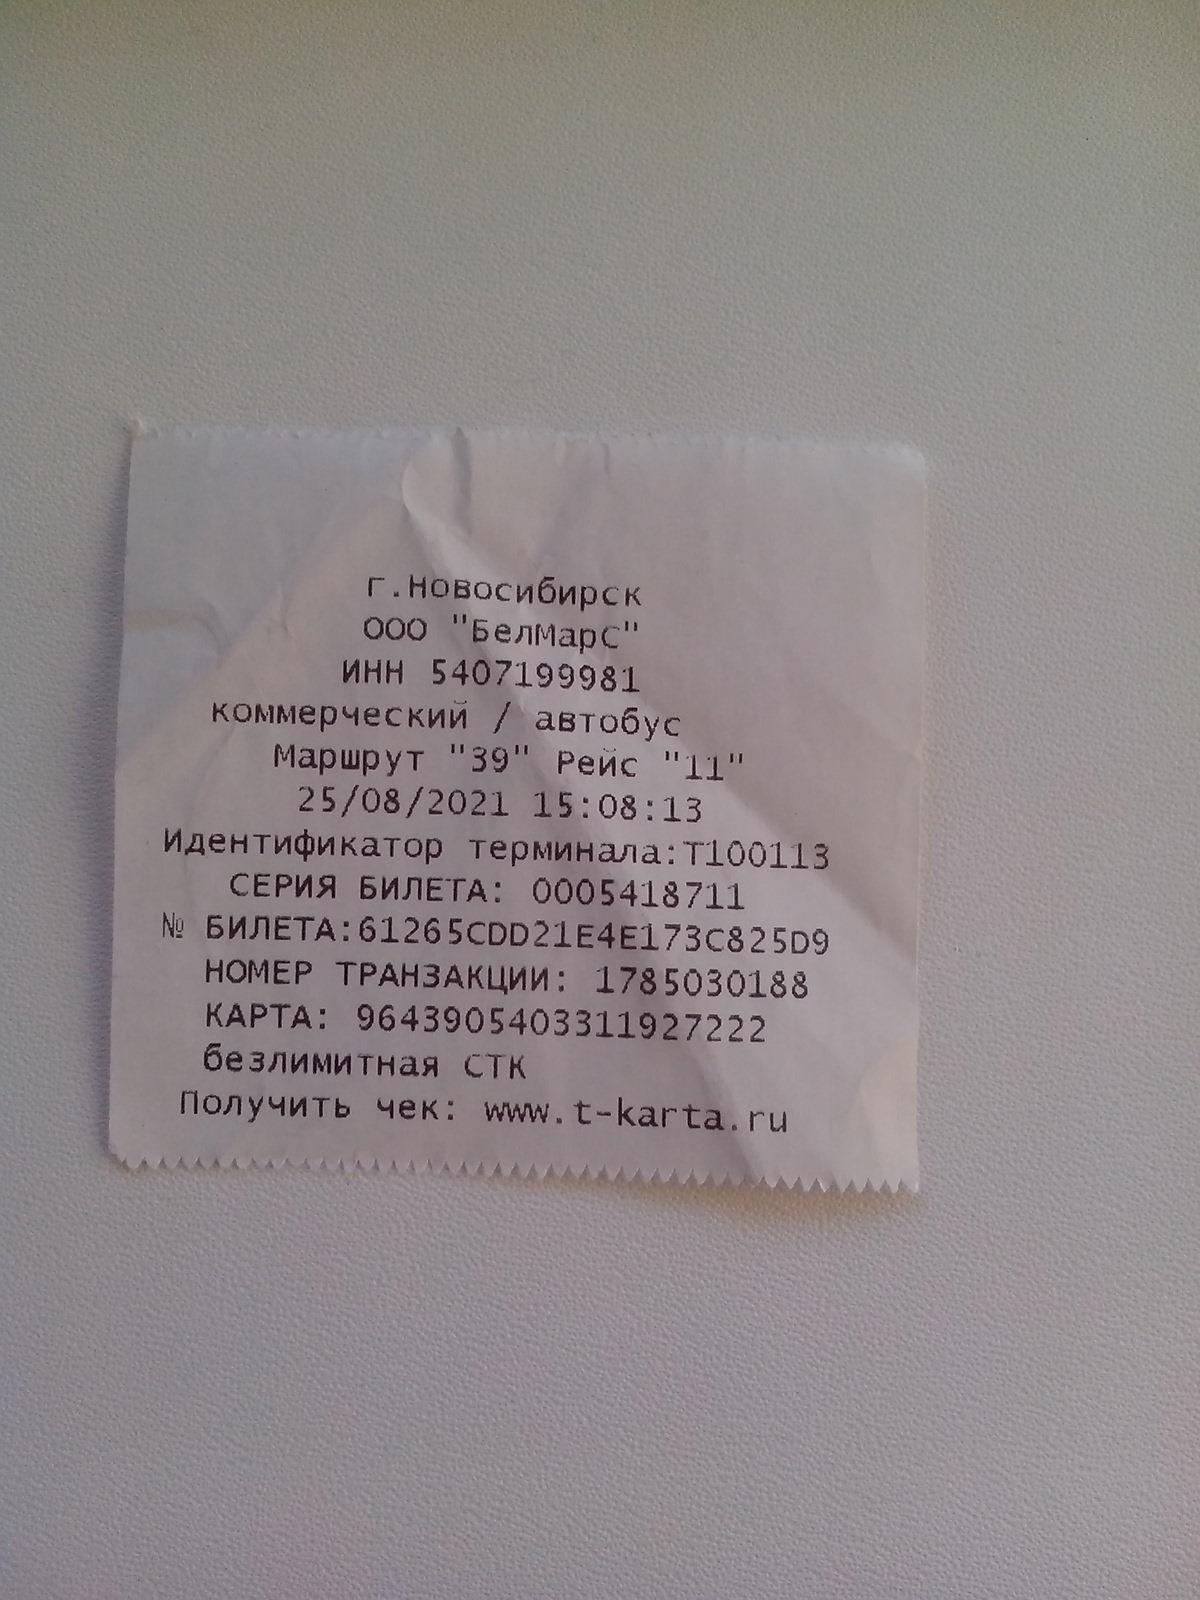 г.Новосибирск
ООО "БелМарС"
ИНН 5407199981
коммерческий / автобус
Маршрут "39" Рейс "11"
25/08/2021 15:08:13
Идентификатор терминала:T100113
СЕРИЯ БИЛЕТА: 0005418711
№ БИЛЕТА:61265CDD21E4E173C825D9
НОМЕР ТРАНЗАКЦИИ: 1785030188
КАРТА: 9643905403311927222
безлимитная СТК
Получить чек: www.t-karta.ru